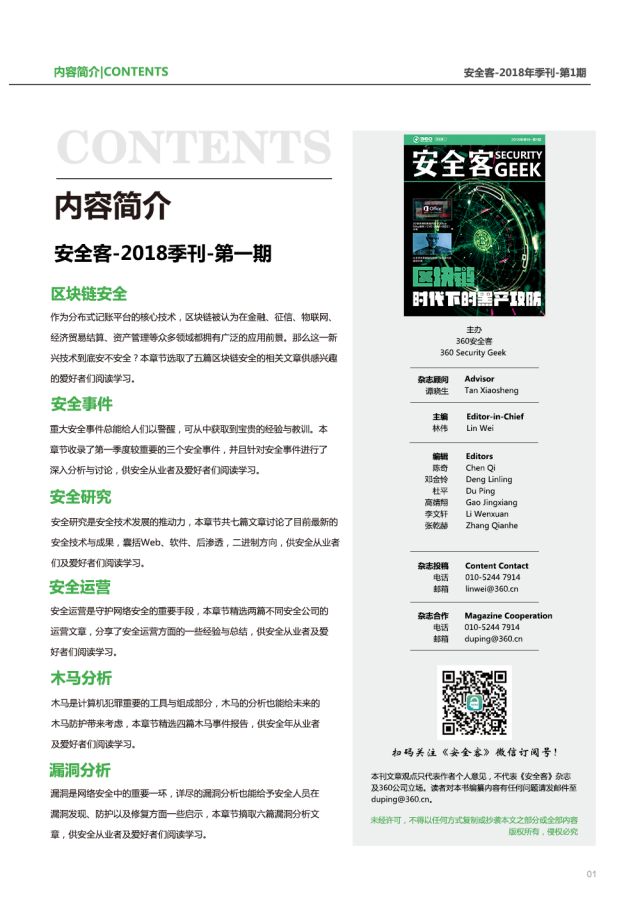 内容简介|CONTENTS
安全客-2018年季刊-第1期
CONTENTS
内容简介
安全客-2018季刊-第一期
区块链安全
作为分布式记账平台的核心技术，区块链被认为在金融、征信、物联网、
经济贸易结算、资产管理等众多领域都拥有广泛的应用前景。那么这一新
兴技术到底安不安全？本章节选取了五篇区块链安全的相关文章供感兴趣
的爱好者们阅读学习。
安全事件
重大安全事件总能给人们以警醒，可从中获取到宝贵的经验与教训。本
章节收录了第一季度较重要的三个安全事件，并且针对安全事件进行了
深入分析与讨论，供安全从业者及爱好者们阅读学习。
安全研究
安全研究是安全技术发展的推动力，本章节共七篇文章讨论了目前最新的
安全技术与成果，囊括Web、软件、后渗透，二进制方向，供安全从业者
们及爱好者们阅读学习。
安全运营
安全运营是守护网络安全的重要手段，本章节精选两篇不同安全公司的
运营文章，分享了安全运营方面的一些经验与总结，供安全从业者及爱
好者们阅读学习。
木马分析
木马是计算机犯罪重要的工具与组成部分，木马的分析也能给未来的
木马防护带来考虑，本章节精选四篇木马事件报告，供安全年从业者
及爱好者们阅读学习。
漏洞分析
漏洞是网络安全中的重要一环，详尽的漏洞分析也能给予安全人员在
漏洞发现、防护以及修复方面一些启示，本章节摘取六篇漏洞分析文
章，供安全从业者及爱好者们阅读学习。
360
安全客 SECURITY GEEK
Office
区块链
时代下的黑产攻防
主办
360安全客
360 Security Geek
杂志顾问 Advisor
谭晓生 Tan Xiaosheng
主编 Editor-in-Chief
林伟 Lin Wei
编辑 Editors
陈奇 Chen Qi
邓金铃 Deng Linling
杜平 Du Ping
高婧翔 Gao Jingxiang
李文轩 Li Wenxuan
张乾赫 Zhang Qianhe
杂志投稿 Content Contact
电话 010-5244 7914
邮箱 linwei@360.cn
杂志合作 Magazine Cooperation
电话 010-5244 7914
邮箱 duping@360.cn
扫码关注《安全客》微信订阅号！
本刊文章观点只代表作者个人意见，不代表《安全客》杂志
及360公司立场。读者对本书编纂内容有任何问题请发邮件至
duping@360.cn。
未经许可，不得以任何方式复制或抄袭本文之部分或全部内容
版权所有，侵权必究
01